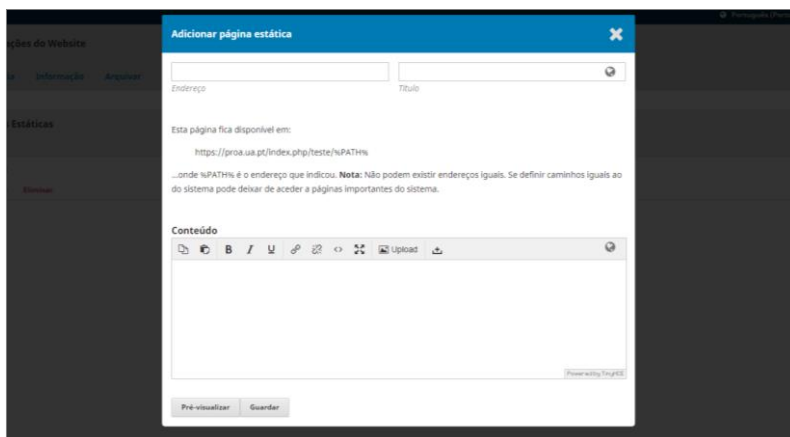 Português (Port
ações do Website
Adicionar página estática
Informação
Arquivar
Endereço
Título
Estáticas
Esta página fica disponível em:
https://proa.ua.pt/index.php/teste/%PATH%
...onde %PATH% é o endereço que indicou. Nota: Não podem existir endereços iguais. Se definir caminhos iguais ao
do sistema pode deixar de aceder a páginas importantes do sistema.
Eliminar
Conteúdo
B I U Upload
Powered by TinyMCE
Pré-visualizar
Guardar